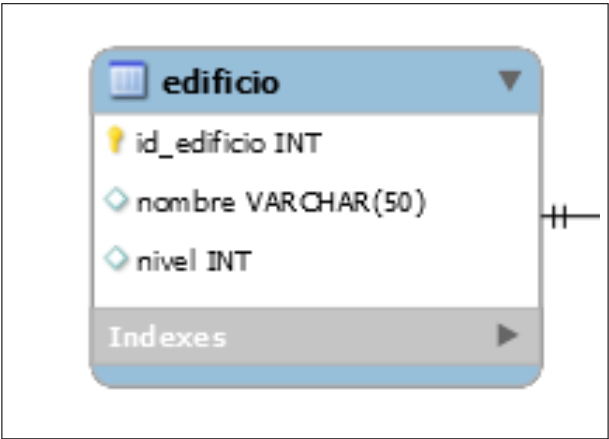 edificio
id_edificio INT
nombre VARCHAR(50)
nivel INT
Indexes